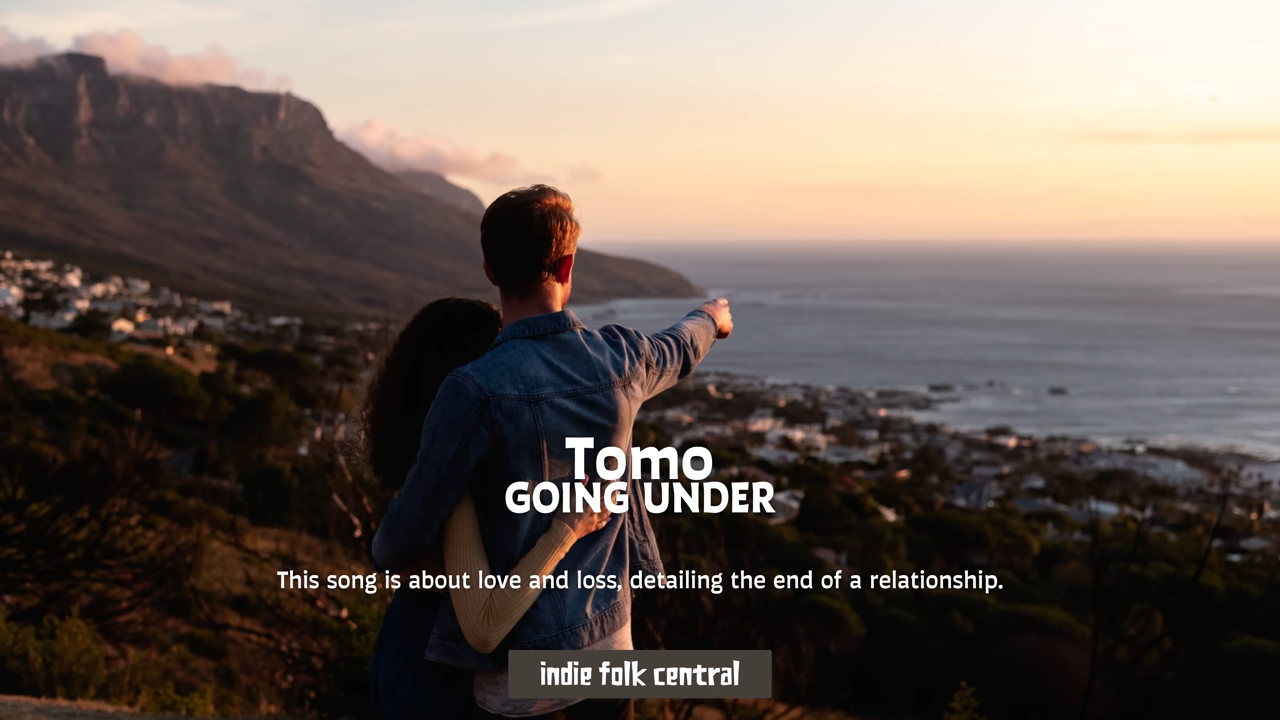 Tomo
GOING UNDER
This song is about love and loss, detailing the end of a relationship.
indie folk central